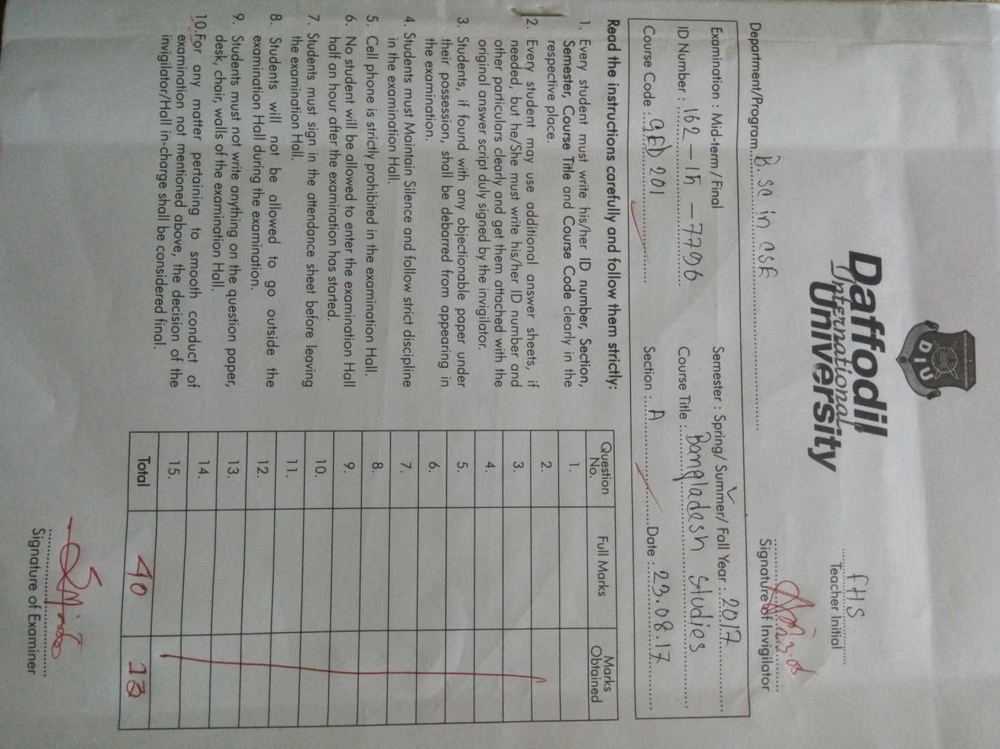 DIU
Daffodil
International
University
FHS
Teacher Initial
Department/Program B. Sc in CSE
Signature of Invigilator
Examination : Mid-term / Final
Semester : Spring/ Summer/ Fall Year : 2017
ID Number : 162-15-7796
Course Title : Bangladesh Studies
Course Code : GED 201
Section : A
Date : 23.08.17
Read the instructions carefully and follow them strictly:
1. Every student must write his/her ID number, Section,
Semester, Course Title and Course Code clearly in the
respective place.
2. Every student may use additional answer sheets, if
needed, but he/She must write his/her ID number and
other particulars clearly and get them attached with the
original answer script duly signed by the invigilator.
3. Students, if found with any objectionable paper under
their possession, shall be debarred from appearing in
the examination.
4. Students must Maintain Silence and follow strict discipline
in the examination Hall.
5. Cell phone is strictly prohibited in the examination Hall.
6. No student will be allowed to enter the examination Hall
half an hour after the examination has started.
7. Students must sign in the attendance sheet before leaving
the examination Hall.
8. Students will not be allowed to go outside the
examination Hall during the examination.
9. Students must not write anything on the question paper,
desk, chair, walls of the examination Hall.
10. For any matter pertaining to smooth conduct of
examination not mentioned above, the decision of the
invigilator/Hall in-charge shall be considered final.
Question No. Full Marks Marks Obtained
1.
2.
3.
4.
5.
6.
7.
8.
9.
10.
11.
12.
13.
14.
15.
Total 40
Signature of Examiner